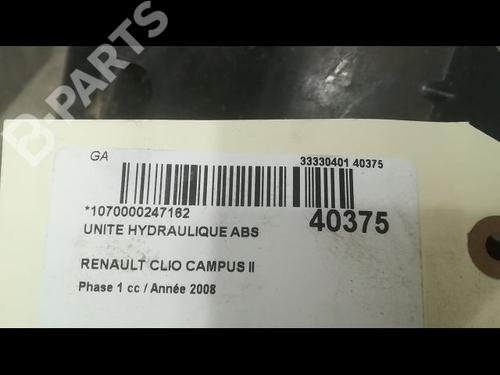 B-PARTS
GA
33330401 40375
*1070000247162
40375
UNITE HYDRAULIQUE ABS
RENAULT CLIO CAMPUS II
Phase 1 cc / Année 2008